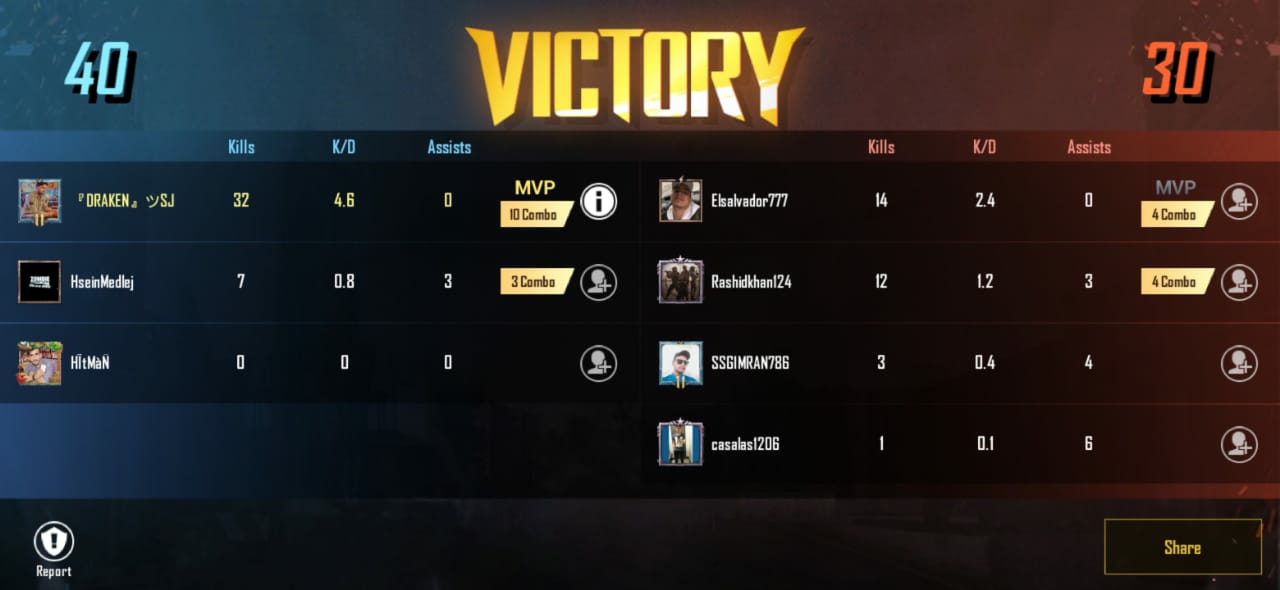 40
VICTORY
30
Kills K/D Assists
Kills K/D Assists
『DRAKEN』ツSJ 32 4.6 0 MVP 10 Combo
HseinMedlej 7 0.8 3 3 Combo
HÏtMàÑ 0 0 0
Elsalvador777 14 2.4 0 MVP 4 Combo
Rashidkhan124 12 1.2 3 4 Combo
SSGIMRAN786 3 0.4 4
casalas1206 1 0.1 6
Report
Share